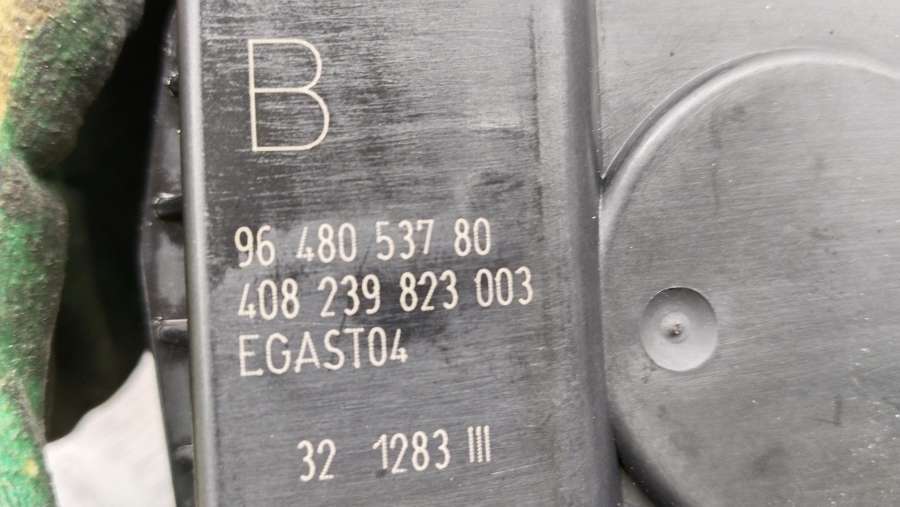 B
96 480 537 80
408 239 823 003
EGAST04
32 1283 III